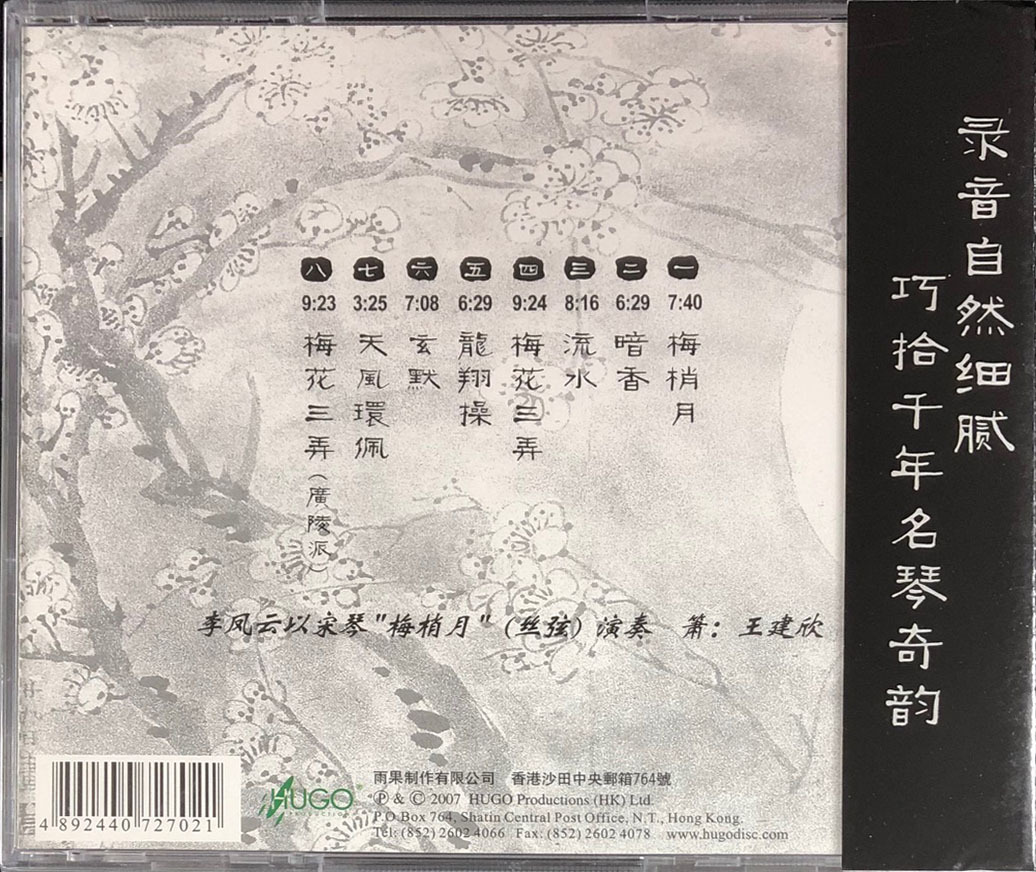 录音自然细腻
巧拾千年名琴奇韵
一
7:40
梅梢月
二
6:29
暗香
三
8:16
流水
四
9:24
梅花三弄
五
6:29
龍翔操
六
7:08
玄默
七
3:25
天風環佩
八
9:23
梅花三弄(廣陵派)
李凤云以宋琴"梅梢月"(丝弦)演奏 箫:王建欣
4 892440 727021
HUGO
雨果制作有限公司 香港沙田中央郵箱764號
Ⓟ & © 2007 HUGO Productions (HK) Ltd.
P.O Box 764, Shatin Central Post Office, N.T., Hong Kong.
Tel: (852) 2602 4066 Fax: (852) 2602 4078 www.hugodisc.com